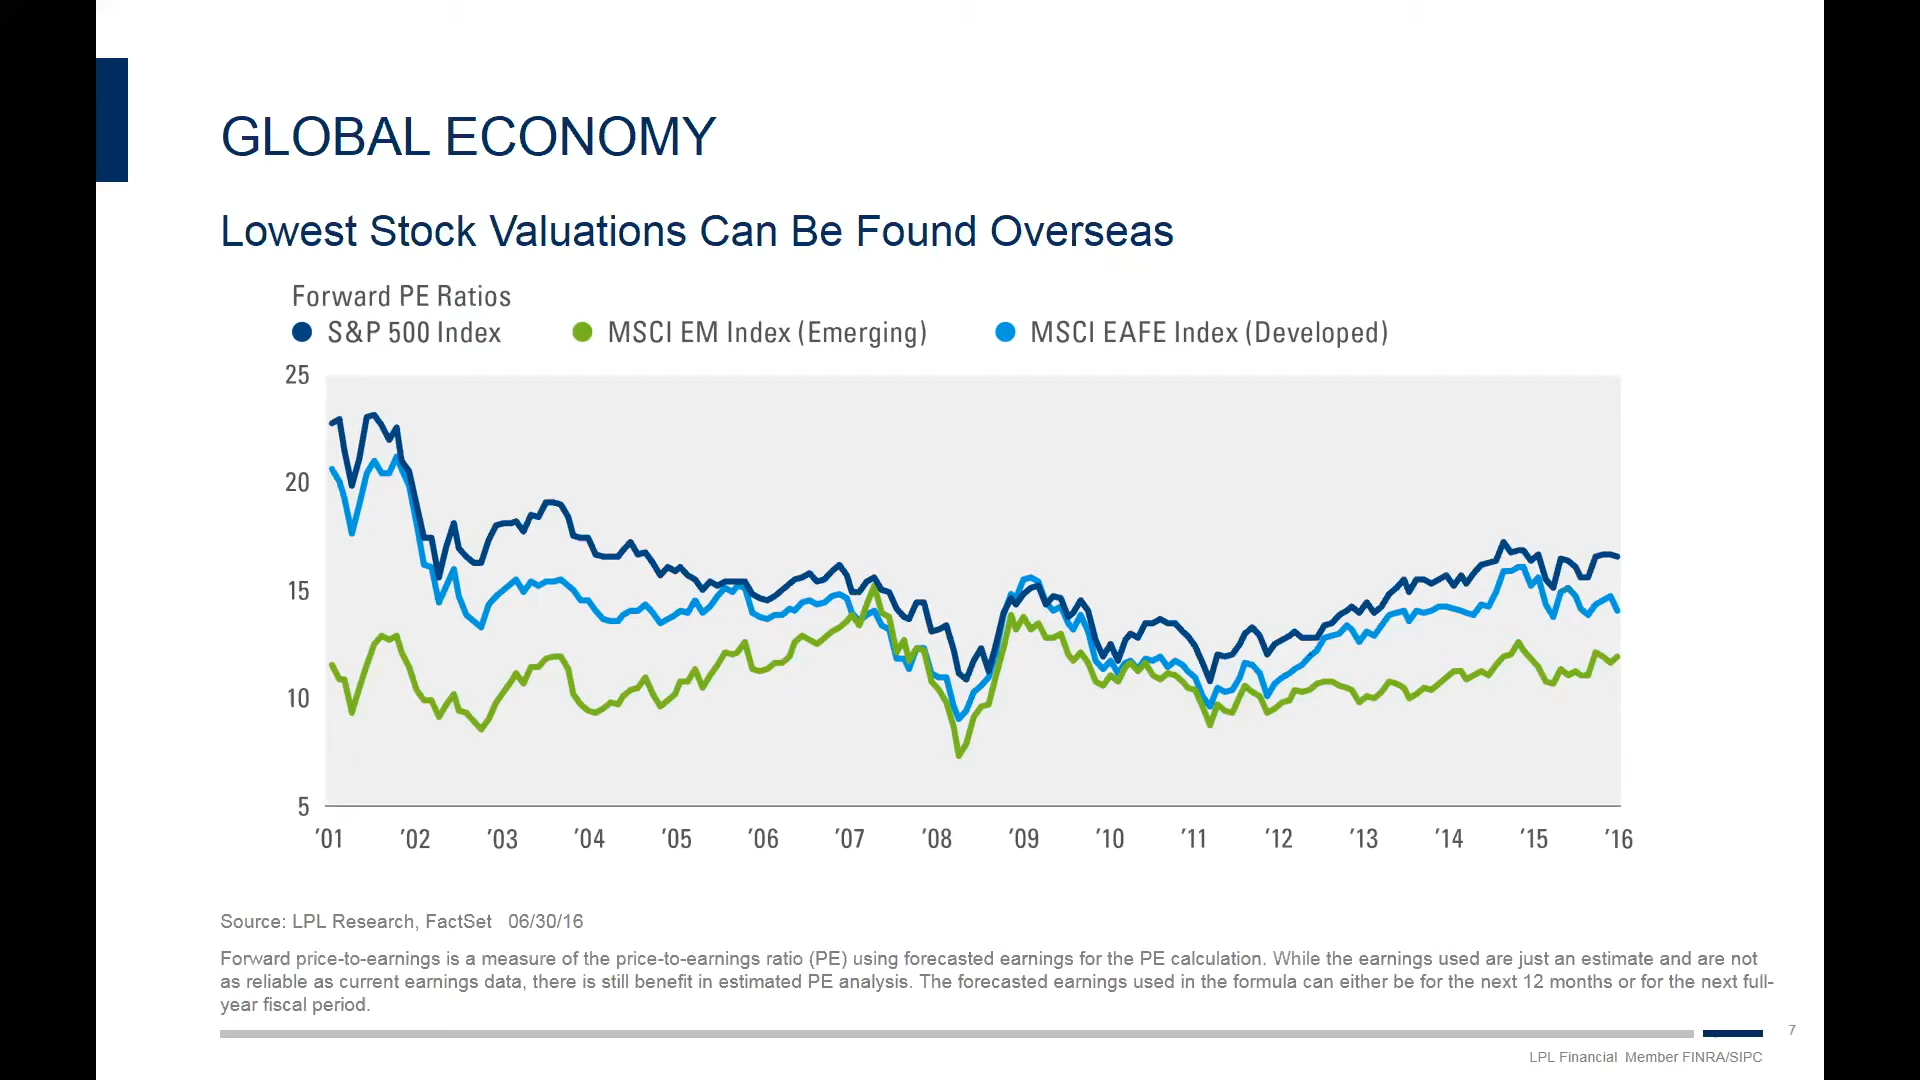 GLOBAL ECONOMY
Lowest Stock Valuations Can Be Found Overseas
Forward PE Ratios
S&P 500 Index MSCI EM Index (Emerging) MSCI EAFE Index (Developed)
25
20
15
10
5
’01 ’02 ’03 ’04 ’05 ’06 ’07 ’08 ’09 ’10 ’11 ’12 ’13 ’14 ’15 ’16
Source: LPL Research, FactSet 06/30/16
Forward price-to-earnings is a measure of the price-to-earnings ratio (PE) using forecasted earnings for the PE calculation. While the earnings used are just an estimate and are not
as reliable as current earnings data, there is still benefit in estimated PE analysis. The forecasted earnings used in the formula can either be for the next 12 months or for the next full-
year fiscal period.
7
LPL Financial Member FINRA/SIPC